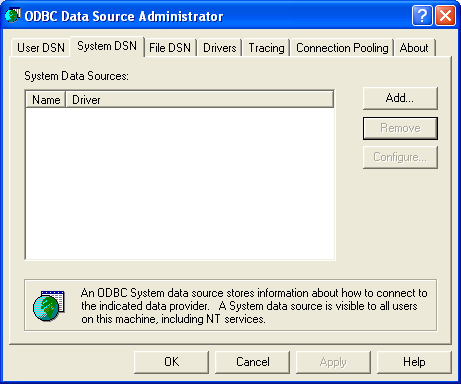 ODBC Data Source Administrator
User DSN System DSN File DSN Drivers Tracing Connection Pooling About
System Data Sources:
Name Driver
Add...
Remove
Configure...
An ODBC System data source stores information about how to connect to
the indicated data provider. A System data source is visible to all users
on this machine, including NT services.
OK Cancel Apply Help